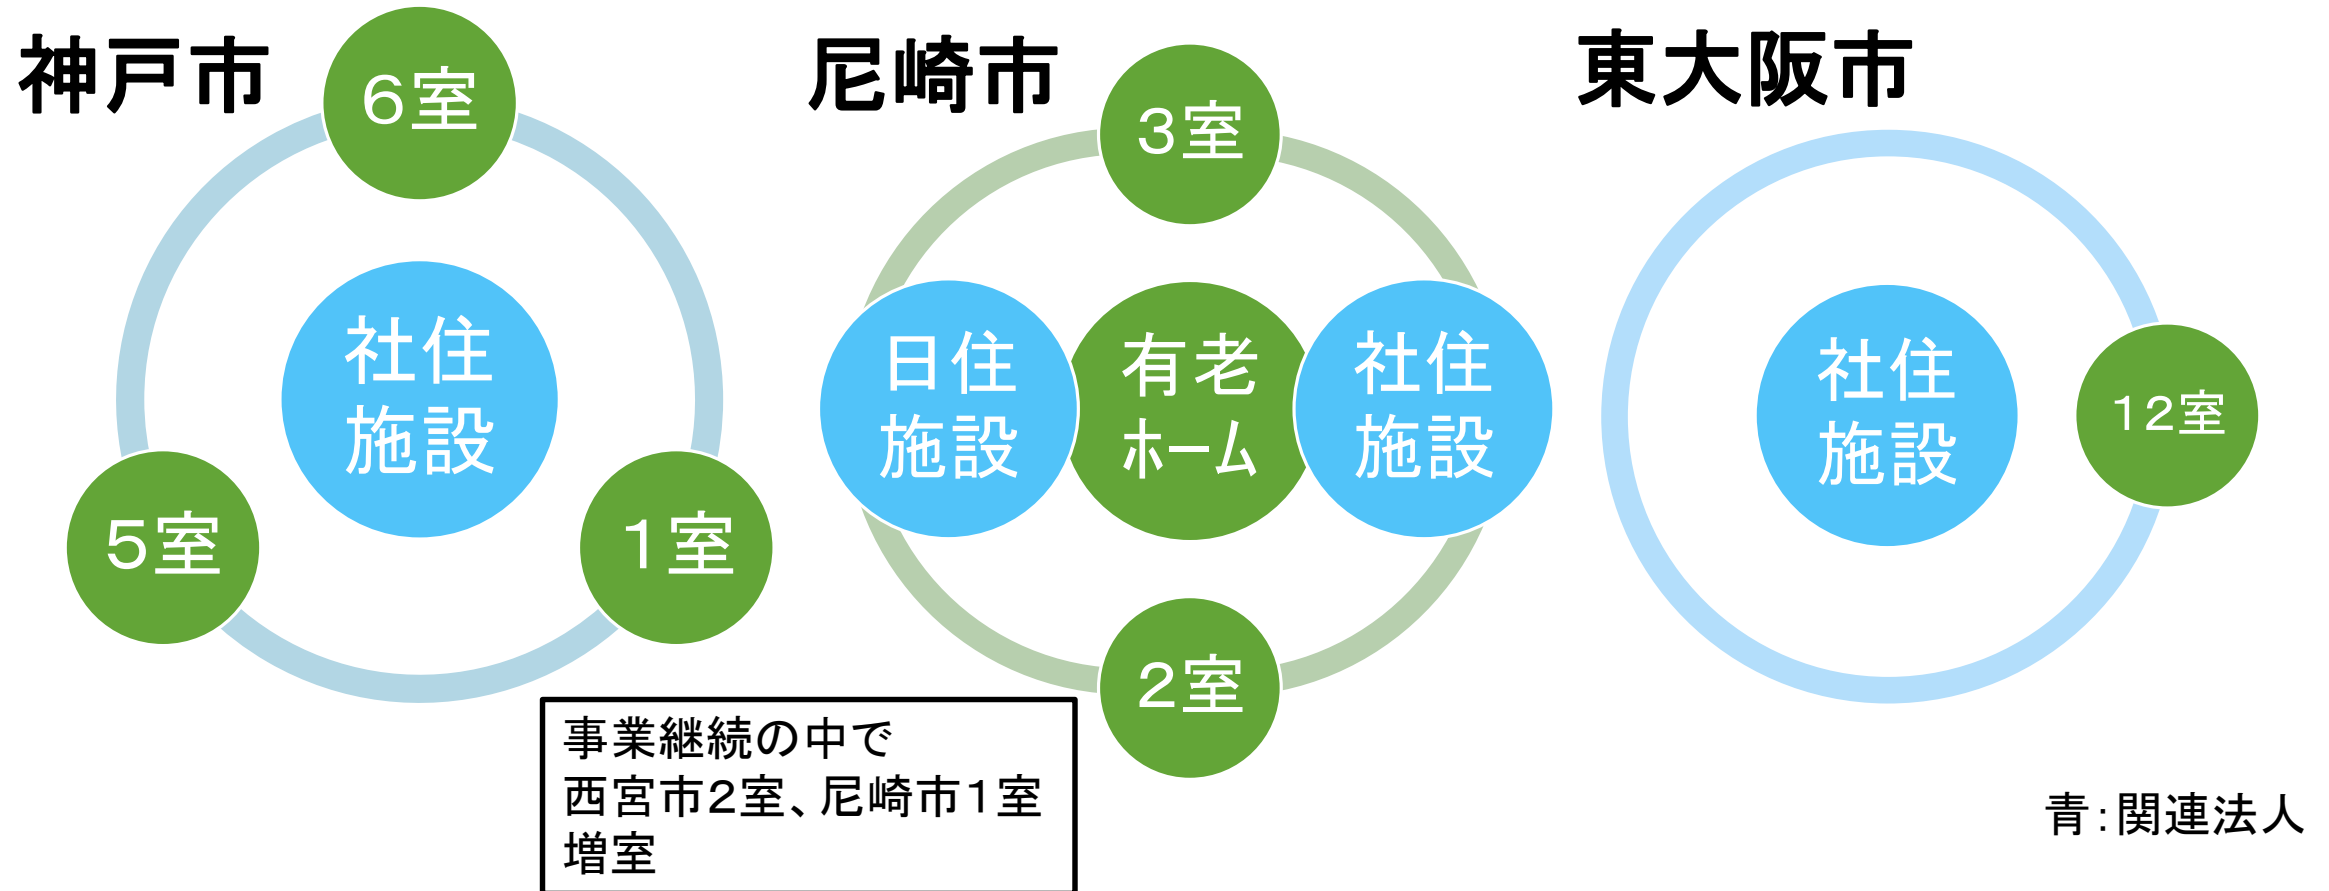 神戸市
6室
社住
施設
5室
1室
尼崎市
3室
日住
施設
有老
ホーム
社住
施設
2室
東大阪市
社住
施設
12室
事業継続の中で
西宮市2室、尼崎市1室
増室
青:関連法人